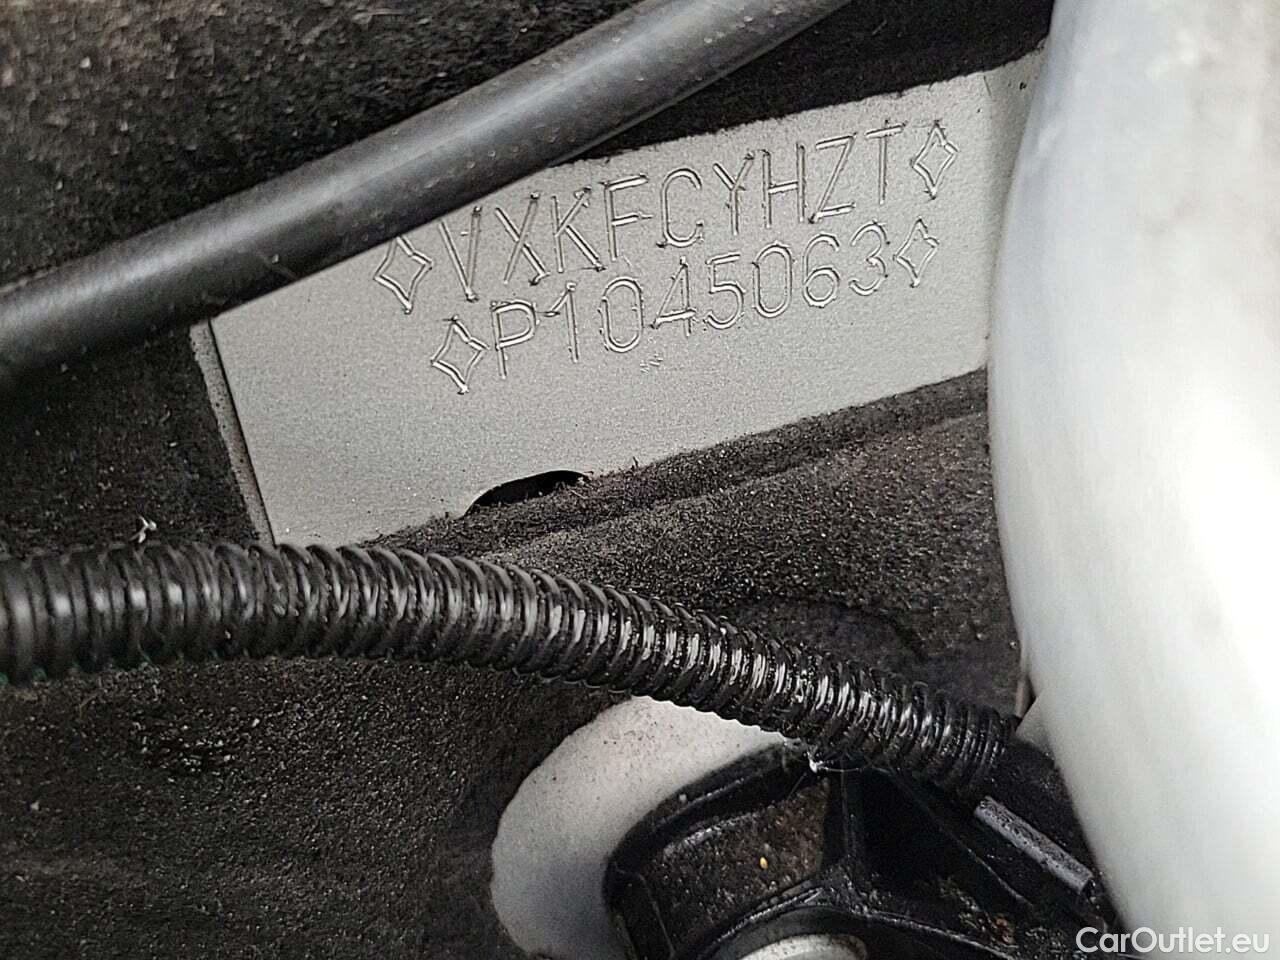 ◇VXKFCYHZT◇
◇P1045063◇
CarOutlet.eu